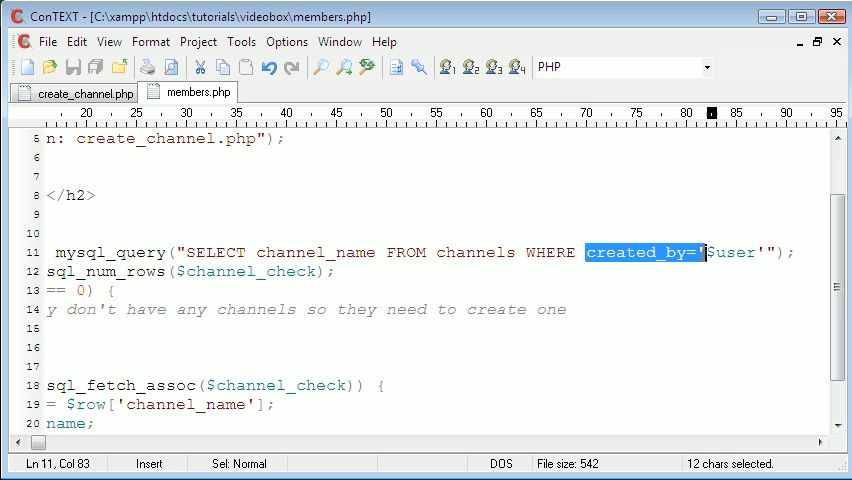 ConTEXT - [C:\xampp\htdocs\tutorials\videobox\members.php]
File Edit View Format Project Tools Options Window Help
1 2 3 4 PHP
create_channel.php members.php
20 25 30 35 40 45 50 55 60 65 70 75 80 85 90 95
5 n: create_channel.php");
6
7
8 </h2>
9
10
11 mysql_query("SELECT channel_name FROM channels WHERE created_by='$user'");
12 sql_num_rows($channel_check);
13 == 0) {
14 y don't have any channels so they need to create one
15
16
17
18 sql_fetch_assoc($channel_check)) {
19 = $row['channel_name'];
20 name;
Ln 11, Col 83 Insert Sel: Normal DOS File size: 542 12 chars selected.